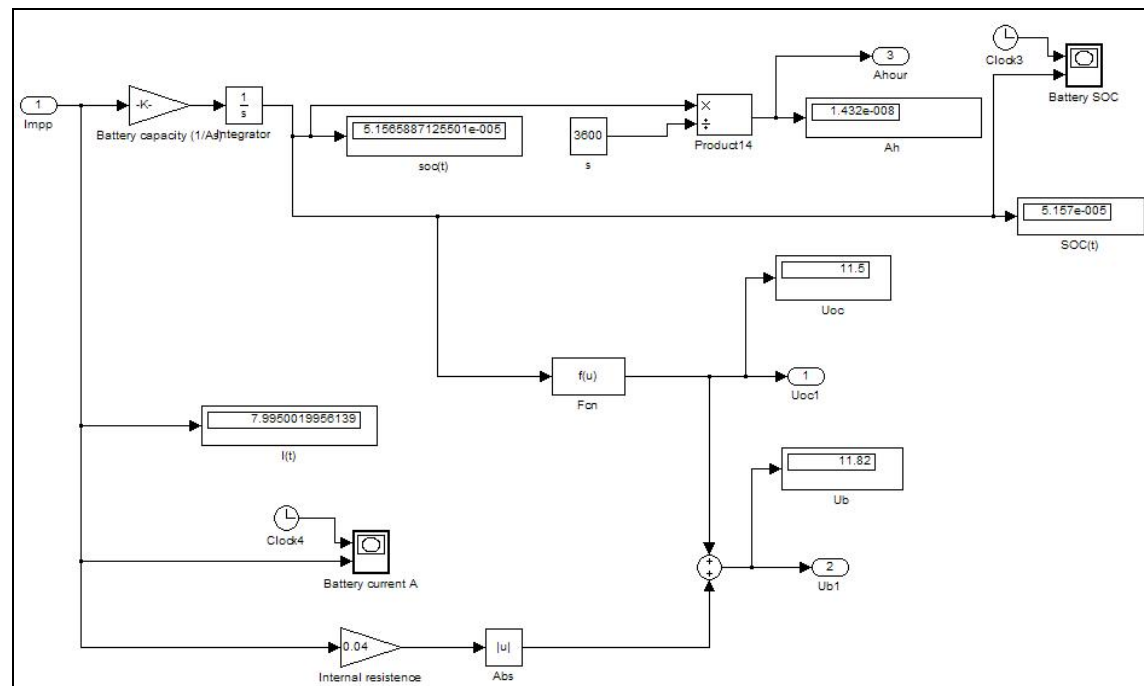 3
Ahour
Clock3
Battery SOC
1
Impp
-K-
Battery capacity (1/As)
1
s
Integrator
5.1565887125501e-005
soc(t)
3600
s
×
÷
Product14
1.432e-008
Ah
5.157e-005
SOC(t)
11.5
Uoc
f(u)
Fcn
1
Uoc1
7.9950019956139
I(t)
11.82
Ub
Clock4
Battery current A
+
+
2
Ub1
0.04
Internal resistence
|u|
Abs